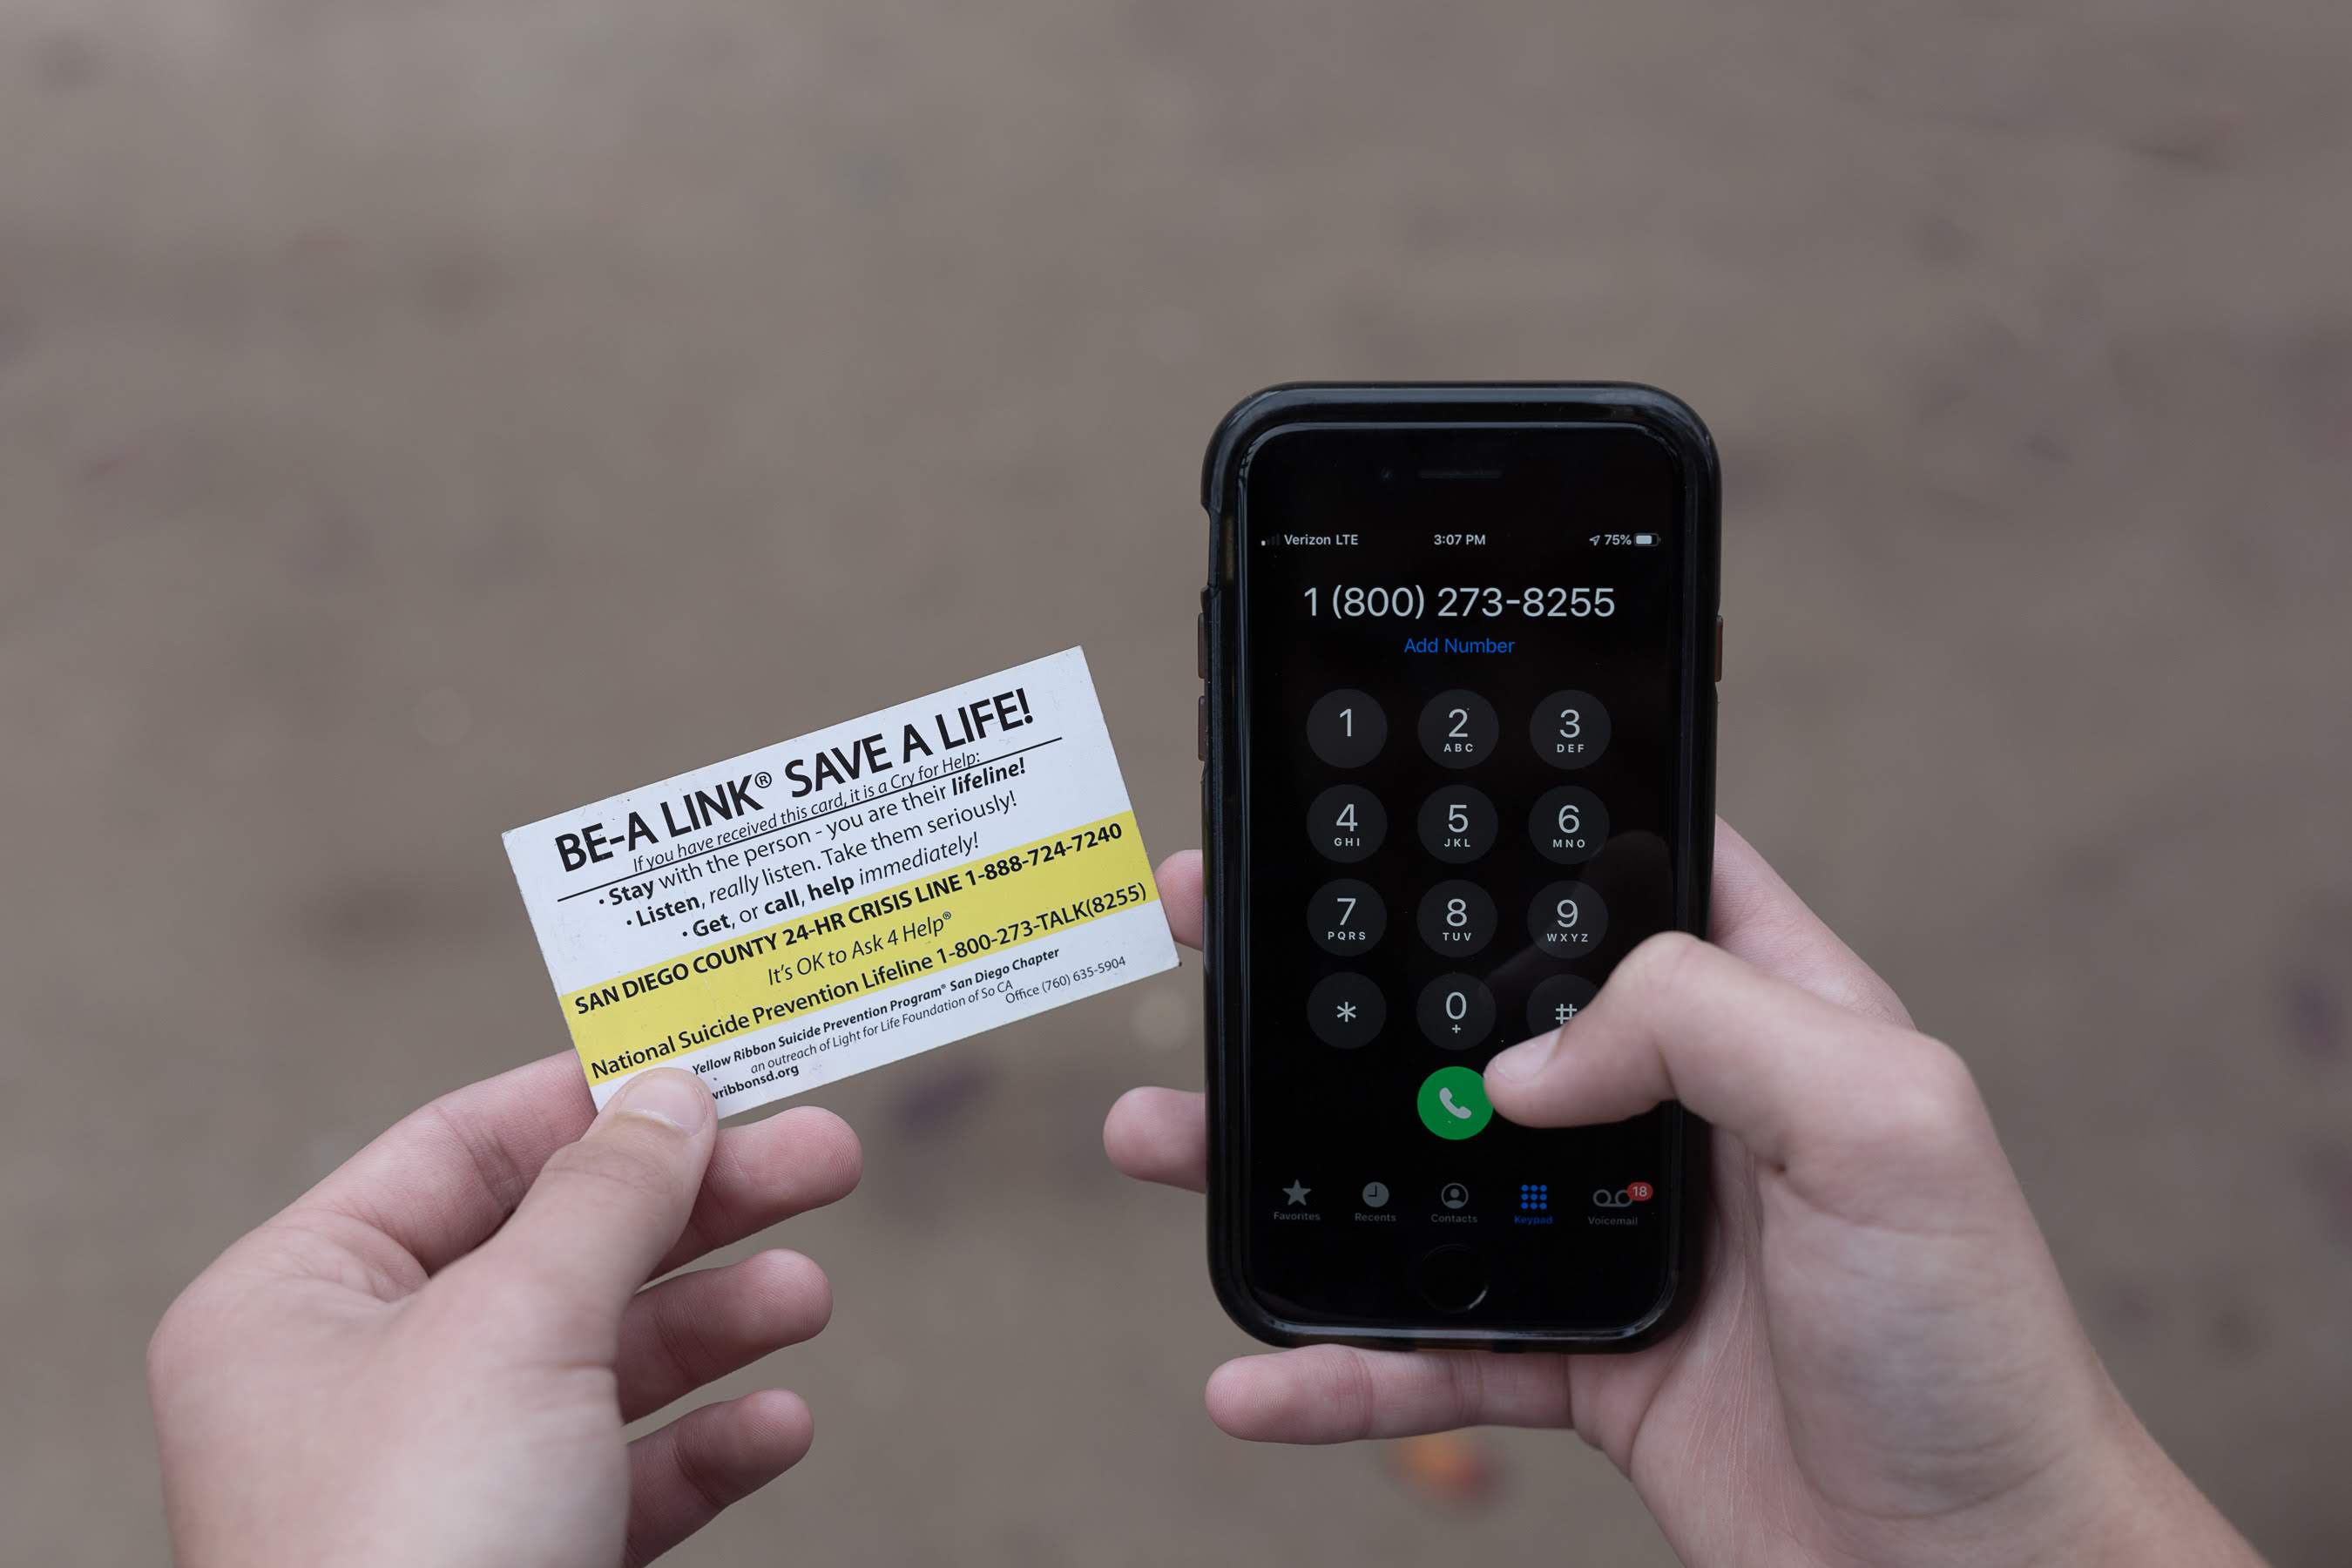 BE-A LINK® SAVE A LIFE!
If you have received this card, it is a Cry for Help:
• Stay with the person - you are their lifeline!
• Listen, really listen. Take them seriously!
• Get, or call, help immediately!
SAN DIEGO COUNTY 24-HR CRISIS LINE 1-888-724-7240
It's OK to Ask 4 Help®
National Suicide Prevention Lifeline 1-800-273-TALK(8255)
Yellow Ribbon Suicide Prevention Program® San Diego Chapter
an outreach of Light for Life Foundation of So CA
wribbonsd.org
Office (760) 635-5904
Verizon LTE 3:07 PM 75%
1 (800) 273-8255
Add Number
1 2 3
ABC DEF
4 5 6
GHI JKL MNO
7 8 9
PQRS TUV WXYZ
* 0 #
+
18
Favorites Recents Contacts Keypad Voicemail